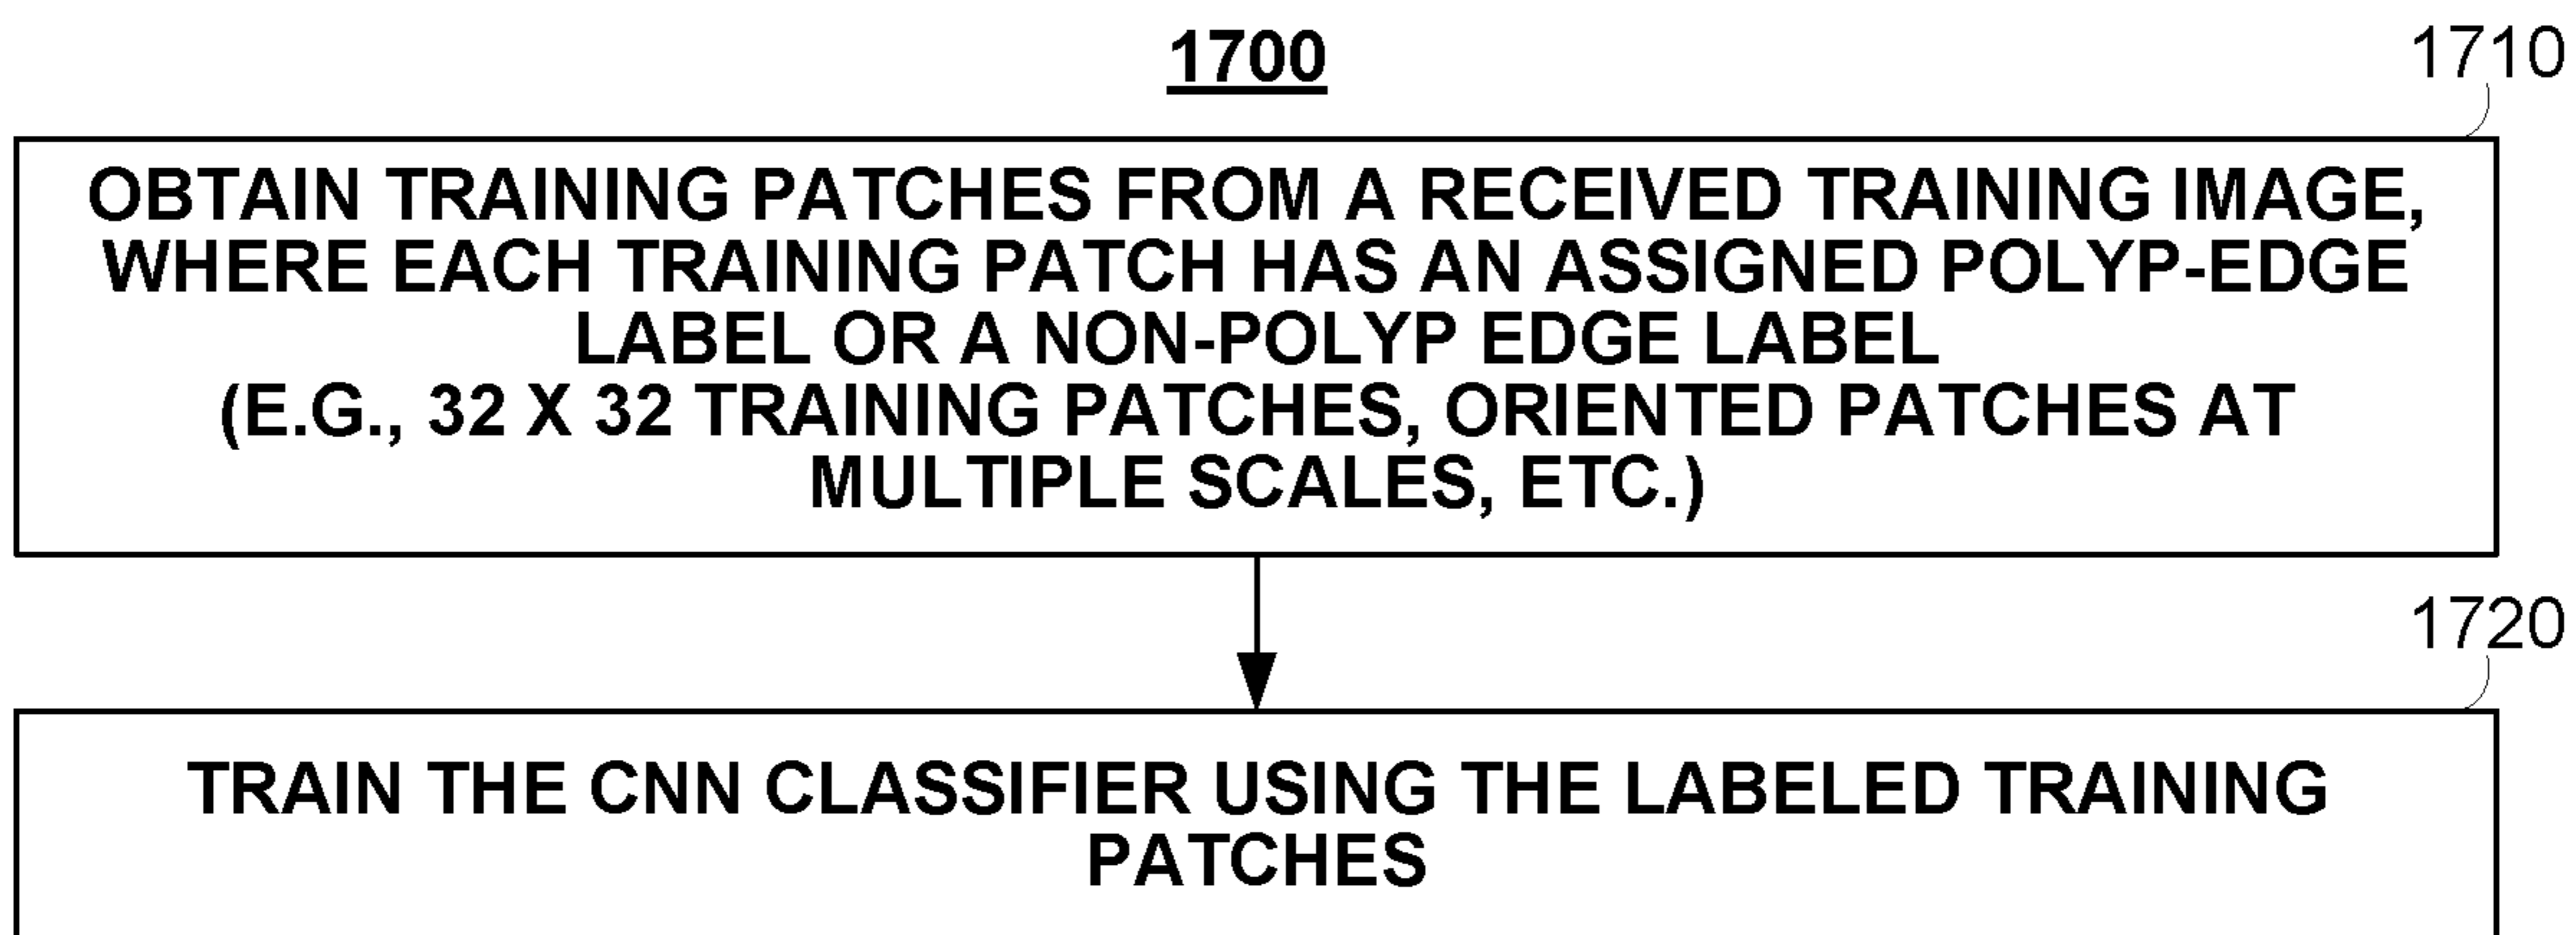 1700
1710
OBTAIN TRAINING PATCHES FROM A RECEIVED TRAINING IMAGE,
WHERE EACH TRAINING PATCH HAS AN ASSIGNED POLYP-EDGE
LABEL OR A NON-POLYP EDGE LABEL
(E.G., 32 X 32 TRAINING PATCHES, ORIENTED PATCHES AT
MULTIPLE SCALES, ETC.)
1720
TRAIN THE CNN CLASSIFIER USING THE LABELED TRAINING
PATCHES